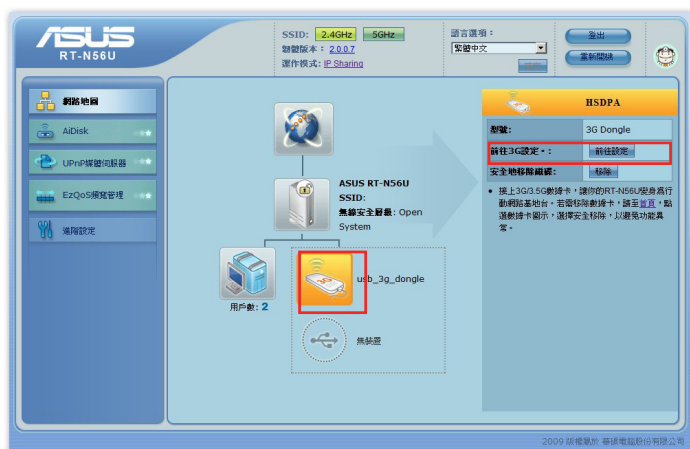 ASUS
RT-N56U
SSID: 2.4GHz 5GHz
韌體版本: 2.0.0.7
運作模式: IP Sharing
語言選項:
繁體中文
登出
重新開機
網路地圖
AiDisk
UPnP媒體伺服器
EzQoS頻寬管理
進階設定
ASUS RT-N56U
SSID:
無線安全層級: Open
System
用戶數: 2
usb_3g_dongle
無裝置
HSDPA
型號: 3G Dongle
前往3G設定。: 前往設定
安全地移除磁碟: 移除
• 接上3G/3.5G數據卡，讓你的RT-N56U變身為行
動網路基地台。若需移除數據卡，請至首頁，點
選數據卡圖示，選擇安全移除，以避免功能異
常。
2009 版權屬於 華碩電腦股份有限公司